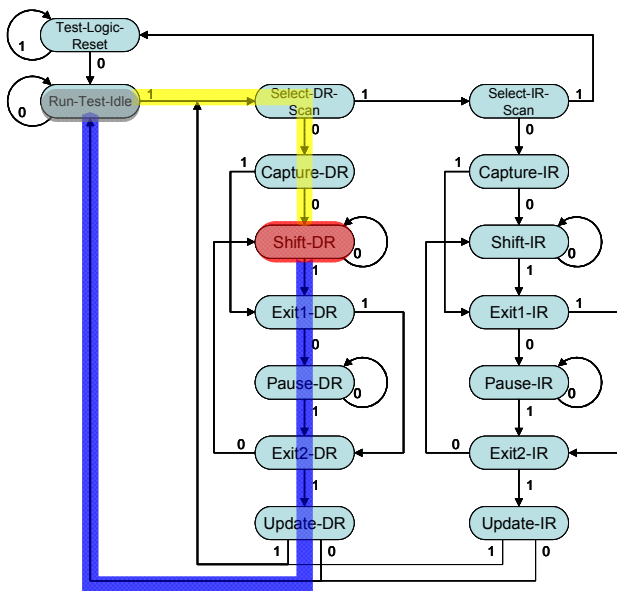 Test-Logic-
Reset
1
0
Run-Test-Idle
1
Select-DR-
Scan
1
Select-IR-
Scan
1
0
0
0
1
Capture-DR
1
Capture-IR
0
0
Shift-DR
0
Shift-IR
0
1
1
Exit1-DR
1
Exit1-IR
1
0
0
Pause-DR
0
Pause-IR
0
1
1
0
Exit2-DR
0
Exit2-IR
1
1
Update-DR
Update-IR
1
0
1
0